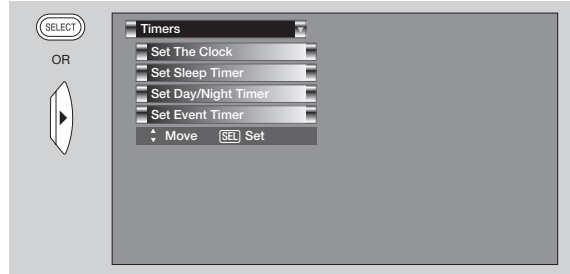 SELECT
OR
Timers
Set The Clock
Set Sleep Timer
Set Day/Night Timer
Set Event Timer
Move SEL Set